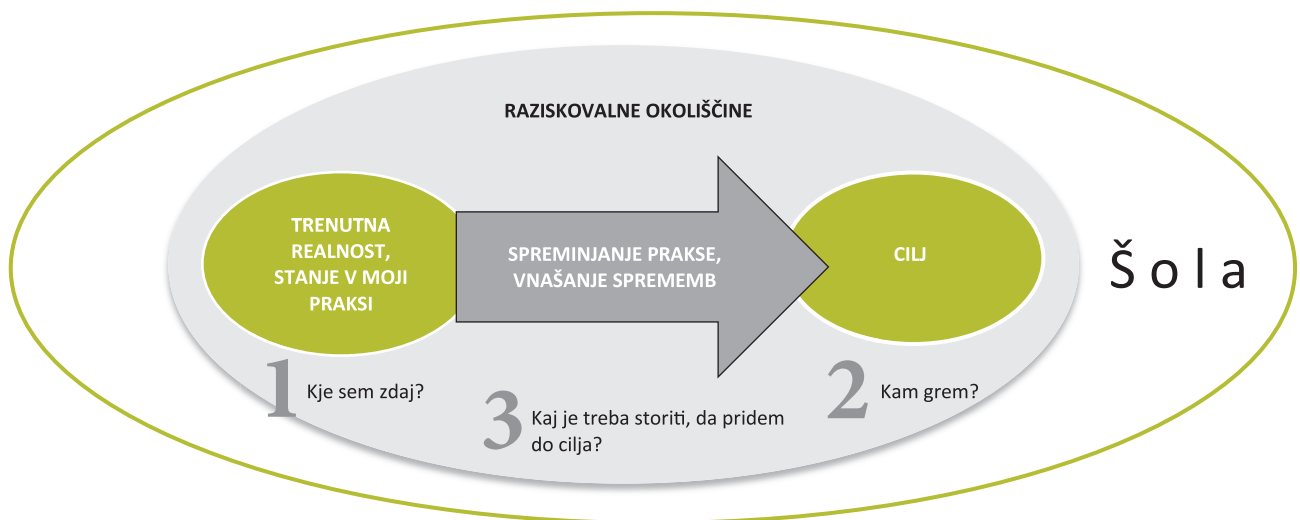 RAZISKOVALNE OKOLIŠČINE
TRENUTNA
REALNOST,
STANJE V MOJI
PRAKSI
SPREMINJANJE PRAKSE,
VNAŠANJE SPREMEMB
CILJ
Šola
1 Kje sem zdaj?
3 Kaj je treba storiti, da pridem
do cilja?
2 Kam grem?